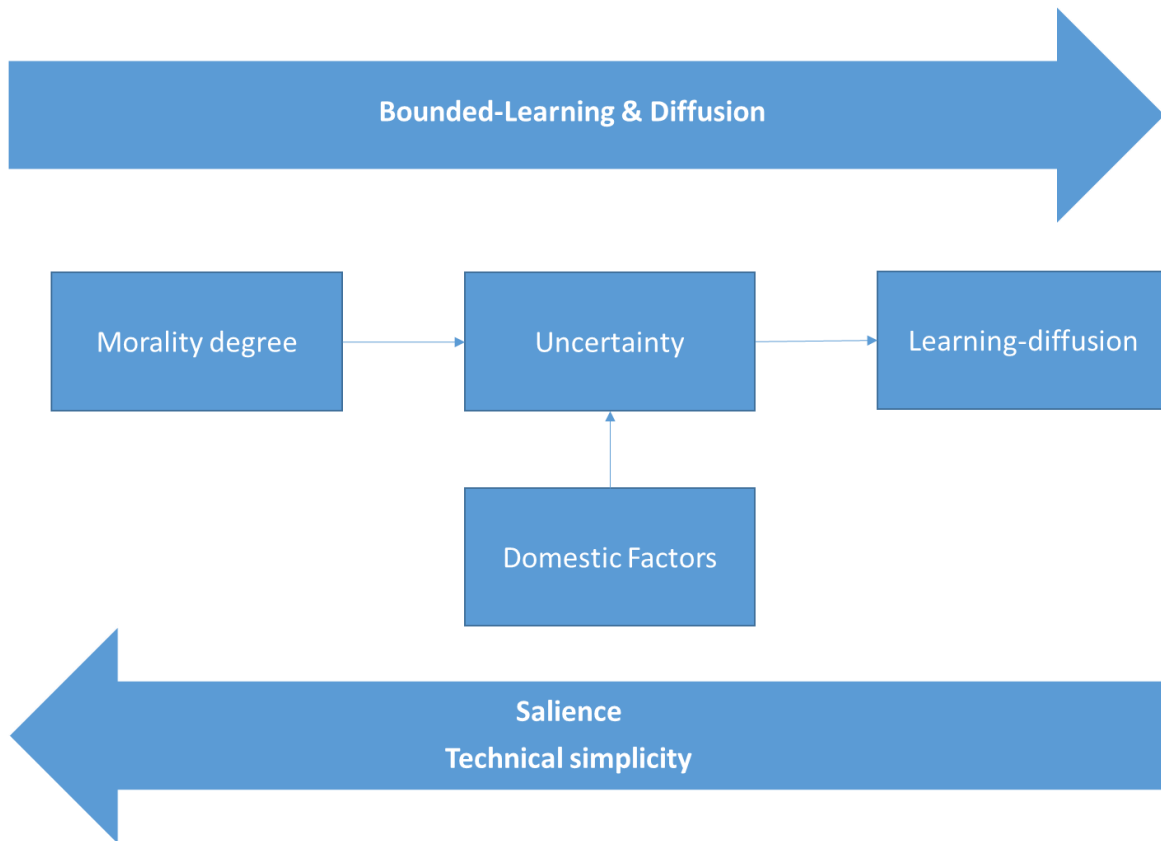 Bounded-Learning & Diffusion
Morality degree
Uncertainty
Learning-diffusion
Domestic Factors
Salience
Technical simplicity